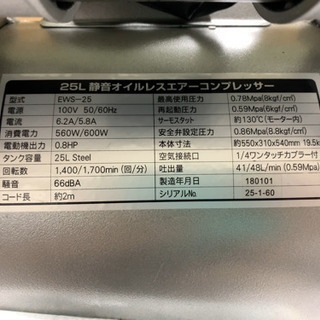 25L 静音オイルレスエアーコンプレッサー
型式 EWS-25 最高使用圧力 0.78Mpa(8kgf/c㎡)
電源 100V 50/60Hz 再起動圧力 0.59Mpa(6kgf/c㎡)
電流 6.2A/5.8A サーモスタット 約130℃(モーター内)
消費電力 560W/600W 安全弁設定圧力 0.86Mpa(8.8kgf/c㎡)
電動機出力 0.8HP 本体寸法 約550x310x540mm 19.5k
タンク容量 25L Steel 空気接続口 1/4ワンタッチカプラー付
回転数 1,400/1,700min(回/分) 吐出量 41/48L/min (0.59Mpa)
騒音 66dBA 製造年月日 180101
コード長 約2m シリアルNo. 25-1-60